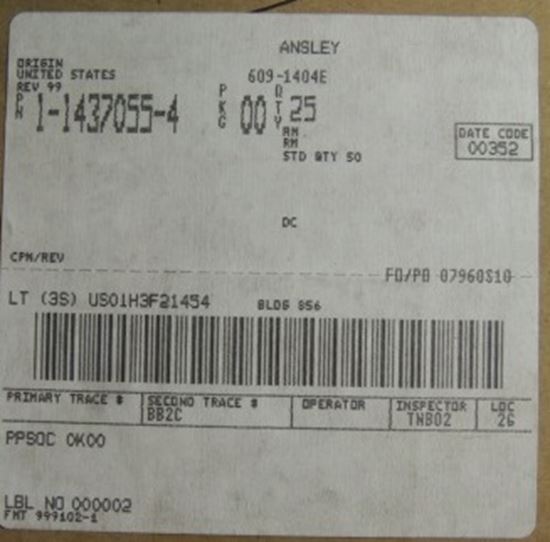 ANSLEY
ORIGIN
UNITED STATES
REV 99
609-1404E
PN 1-1437055-4
PKG 00
QTY 25
RM
STD QTY 50
DATE CODE
00352
DC
CPN/REV
FO/PO 07960S10
LT (3S) US01H3F21454
BLDG 856
PRIMARY TRACE # SECOND TRACE # OPERATOR INSPECTOR LOC
BB2C TNB02 26
PPSOC OK00
LBL NO 000002
FMT 999102-1